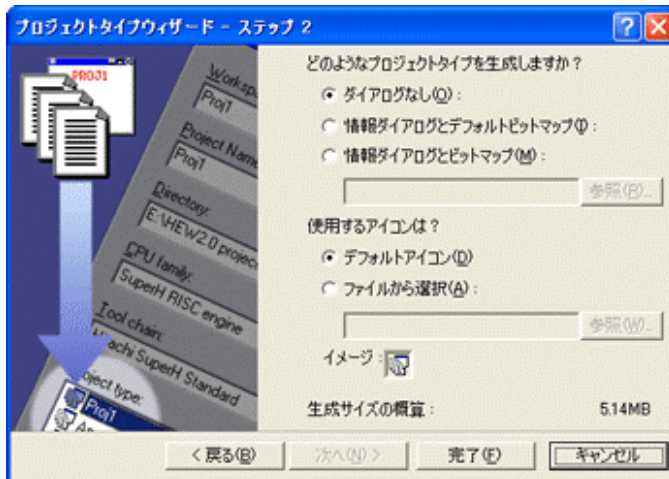 プロジェクトタイプウィザード - ステップ 2
PROJ1
Workspa
Proj1
Project Name
Proj1
Directory:
E:\HEW2.0 projec
CPU family:
SuperH RISC engine
Tool chain:
Hitachi SuperH Standard
Project type:
Proj1
どのようなプロジェクトタイプを生成しますか?
ダイアログなし(O):
情報ダイアログとデフォルトビットマップ(I):
情報ダイアログとビットマップ(M):
参照(R)...
使用するアイコンは?
デフォルトアイコン(D)
ファイルから選択(A):
参照(W)...
イメージ:
生成サイズの概算: 5.14MB
< 戻る(B) 次へ(N) > 完了(F) キャンセル